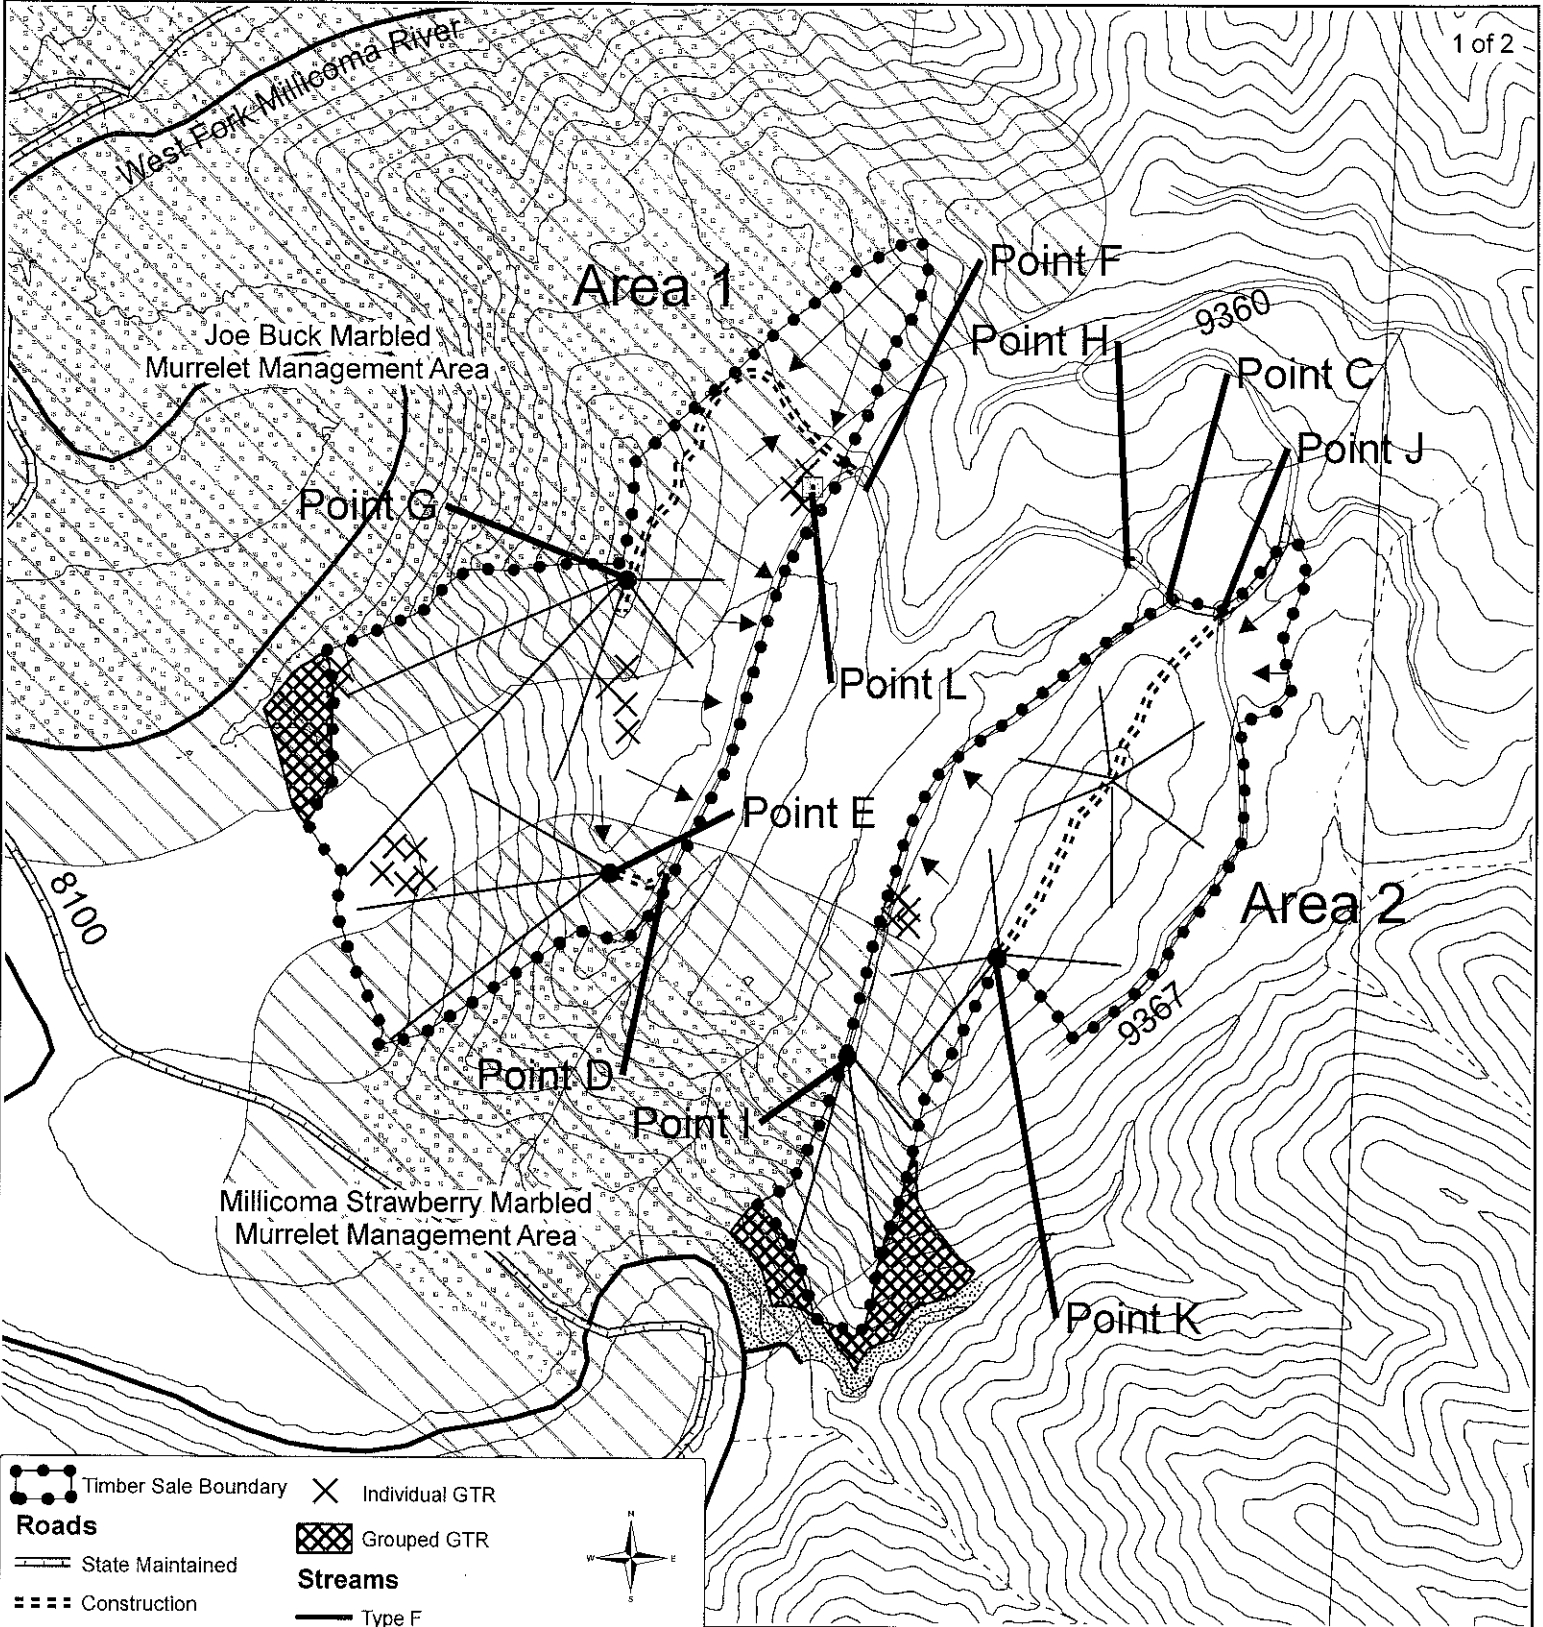 1 of 2
West Fork Millicoma River
Area 1
Point F
9360
Point H
Joe Buck Marbled
Murrelet Management Area
Point C
Point J
Point G
Point L
Point E
8100
Area 2
9367
Point D
Point I
Millicoma Strawberry Marbled
Murrelet Management Area
Point K
Timber Sale Boundary
Individual GTR
Roads
Grouped GTR
State Maintained
Streams
Construction
Type F
N
W E
S